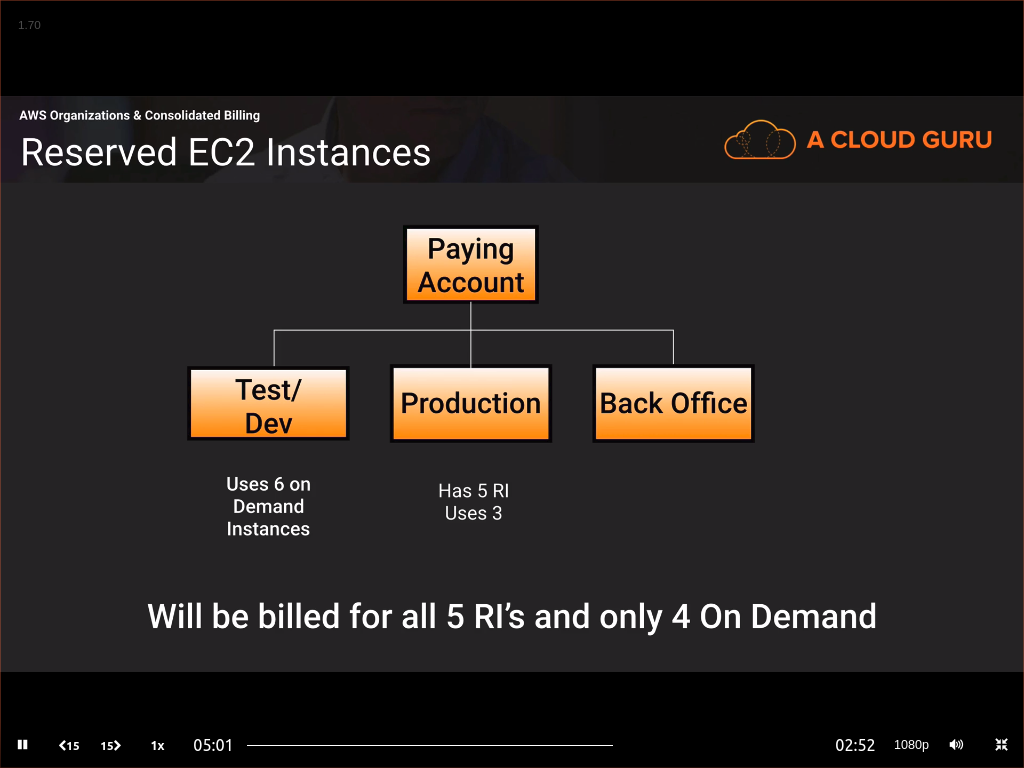 1.70
AWS Organizations & Consolidated Billing
Reserved EC2 Instances
A CLOUD GURU
Paying
Account
Test/
Dev
Production
Back Office
Uses 6 on
Demand
Instances
Has 5 RI
Uses 3
Will be billed for all 5 RI’s and only 4 On Demand
15
15
1x
05:01
02:52
1080p